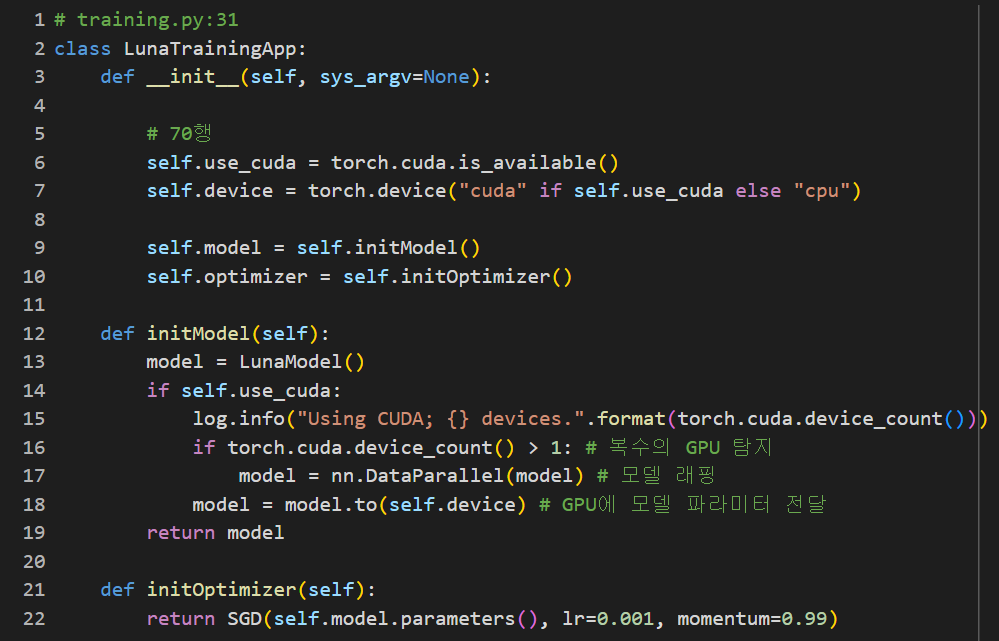 1 # training.py:31
2 class LunaTrainingApp:
3     def __init__(self, sys_argv=None):
4
5         # 70행
6         self.use_cuda = torch.cuda.is_available()
7         self.device = torch.device("cuda" if self.use_cuda else "cpu")
8
9         self.model = self.initModel()
10         self.optimizer = self.initOptimizer()
11
12     def initModel(self):
13         model = LunaModel()
14         if self.use_cuda:
15             log.info("Using CUDA; {} devices.".format(torch.cuda.device_count()))
16             if torch.cuda.device_count() > 1: # 복수의 GPU 탐지
17                 model = nn.DataParallel(model) # 모델 래핑
18             model = model.to(self.device) # GPU에 모델 파라미터 전달
19         return model
20
21     def initOptimizer(self):
22         return SGD(self.model.parameters(), lr=0.001, momentum=0.99)